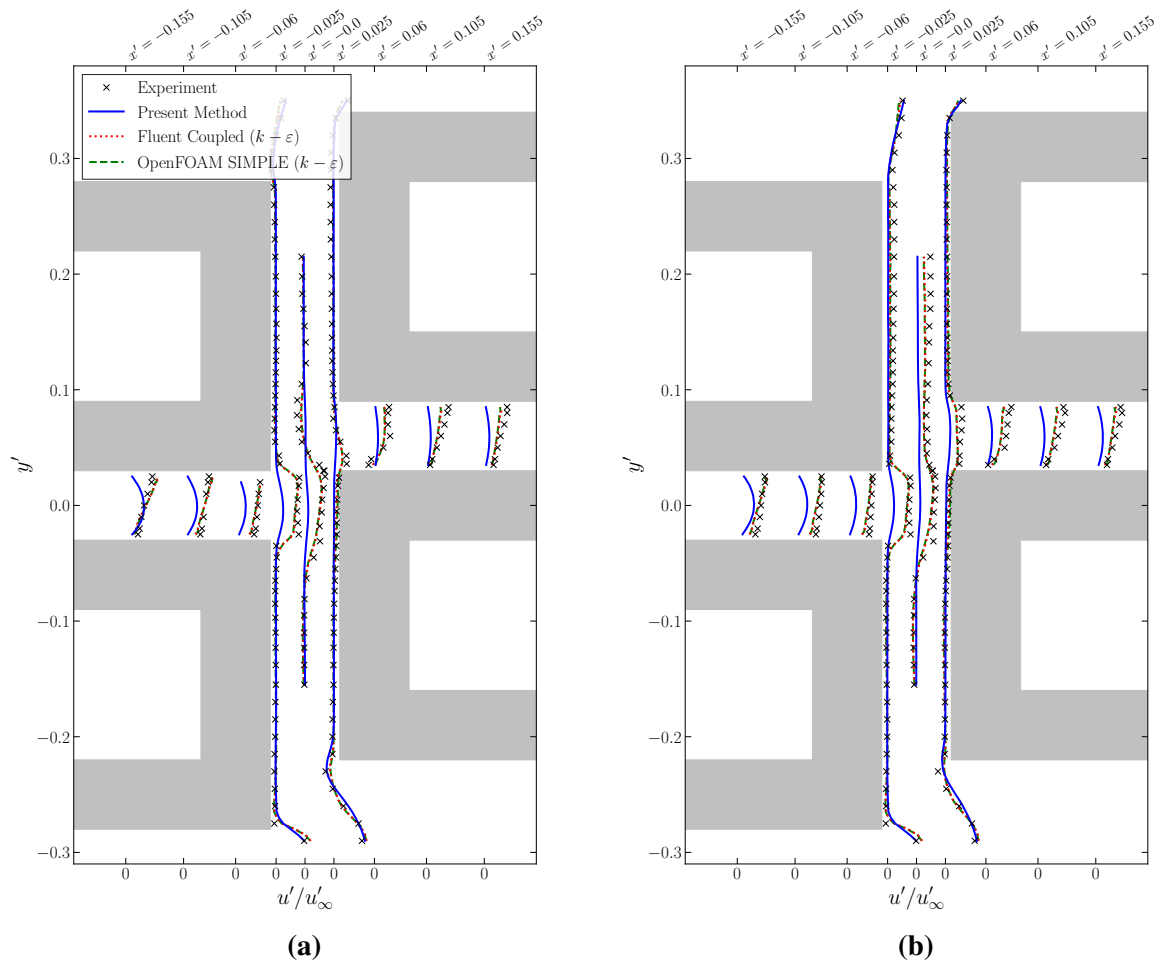 x′ = −0.155
x′ = −0.105
x′ = −0.06
x′ = −0.025
x′ = −0.0
x′ = 0.025
x′ = 0.06
x′ = 0.105
x′ = 0.155
Experiment
Present Method
Fluent Coupled (k − ε)
OpenFOAM SIMPLE (k − ε)
0.3
0.2
0.1
0.0
−0.1
−0.2
−0.3
y′
0 0 0 0 0 0 0 0 0
u′/u′∞
(a)
x′ = −0.155
x′ = −0.105
x′ = −0.06
x′ = −0.025
x′ = −0.0
x′ = 0.025
x′ = 0.06
x′ = 0.105
x′ = 0.155
0.3
0.2
0.1
0.0
−0.1
−0.2
−0.3
y′
0 0 0 0 0 0 0 0 0
u′/u′∞
(b)